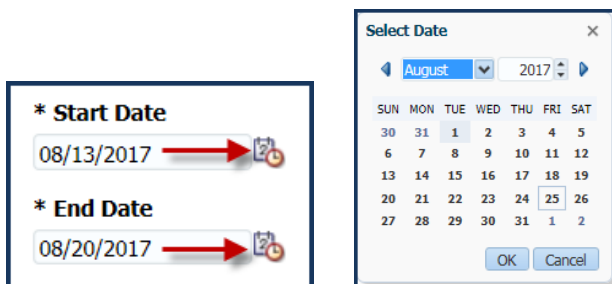 * Start Date
08/13/2017
* End Date
08/20/2017
Select Date
August 2017
SUN MON TUE WED THU FRI SAT
30 31 1 2 3 4 5
6 7 8 9 10 11 12
13 14 15 16 17 18 19
20 21 22 23 24 25 26
27 28 29 30 31 1 2
OK Cancel